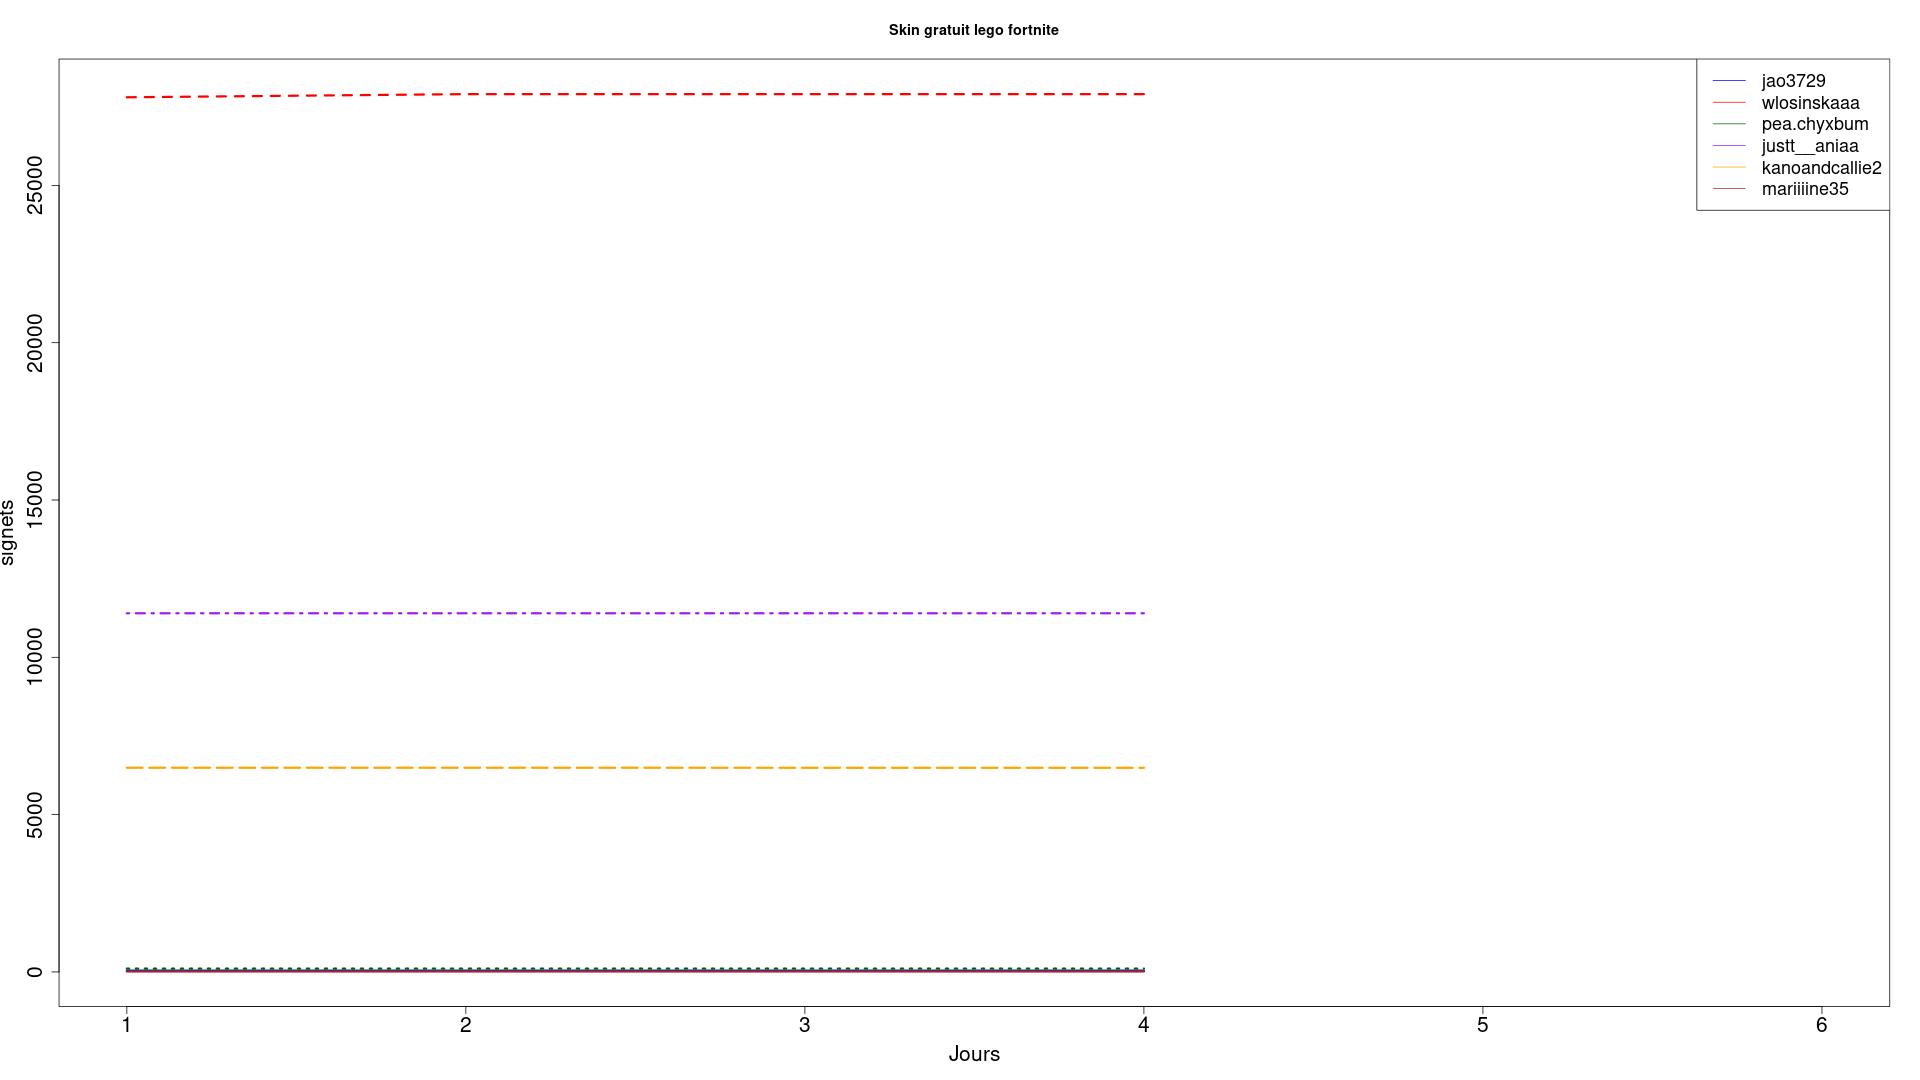 Skin gratuit lego fortnite
jao3729
wlosinskaaa
pea.chyxbum
justt__aniaa
kanoandcallie2
mariiiine35
signets
25000
20000
15000
10000
5000
0
1 2 3 4 5 6
Jours